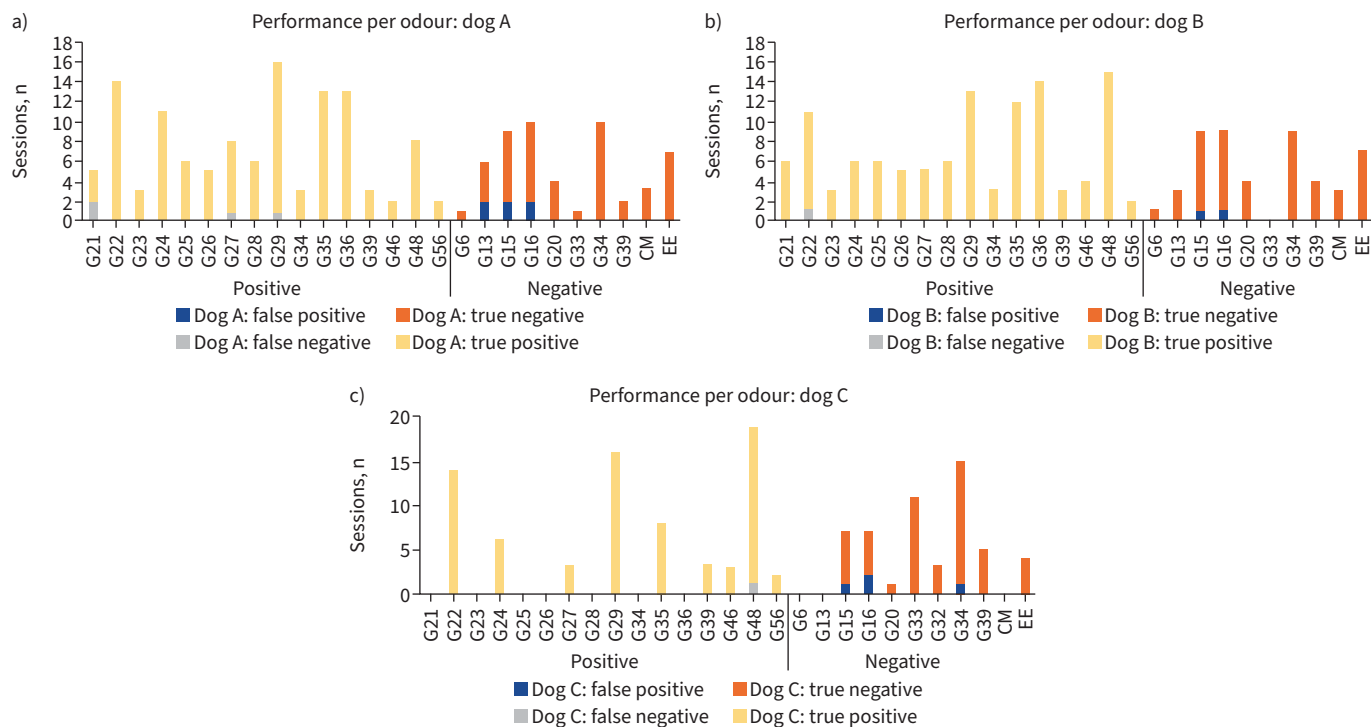 a) Performance per odour: dog A
Sessions, n
18
16
14
12
10
8
6
4
2
0
G21 G22 G23 G24 G25 G26 G27 G28 G29 G34 G35 G36 G39 G46 G48 G56 G6 G13 G15 G16 G20 G33 G34 G39 CM EE
Positive Negative
Dog A: false positive Dog A: true negative
Dog A: false negative Dog A: true positive
b) Performance per odour: dog B
Sessions, n
18
16
14
12
10
8
6
4
2
0
G21 G22 G23 G24 G25 G26 G27 G28 G29 G34 G35 G36 G39 G46 G48 G56 G6 G13 G15 G16 G20 G33 G34 G39 CM EE
Positive Negative
Dog B: false positive Dog B: true negative
Dog B: false negative Dog B: true positive
c) Performance per odour: dog C
Sessions, n
20
15
10
5
0
G21 G22 G23 G24 G25 G26 G27 G28 G29 G34 G35 G36 G39 G46 G48 G56 G6 G13 G15 G16 G20 G33 G32 G34 G39 CM EE
Positive Negative
Dog C: false positive Dog C: true negative
Dog C: false negative Dog C: true positive